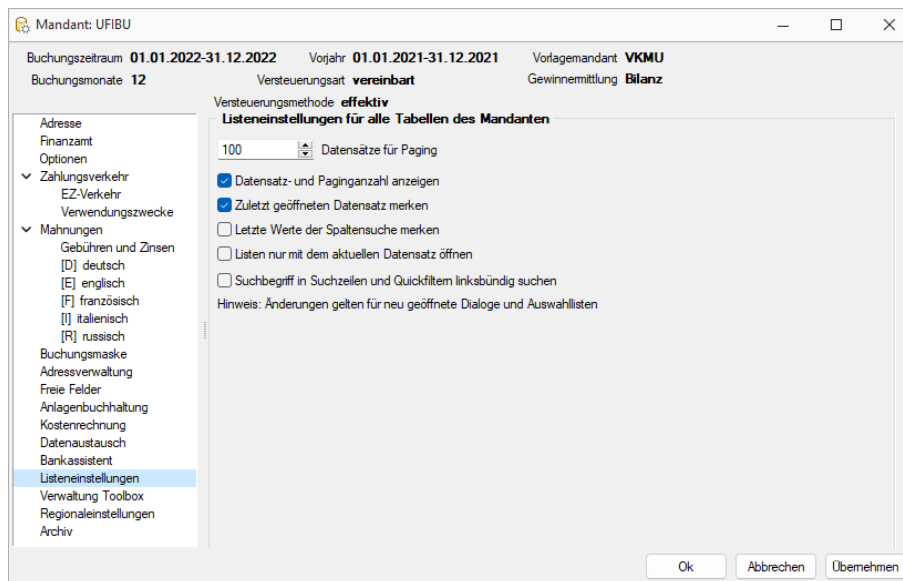 Mandant: UFIBU
Buchungszeitraum 01.01.2022-31.12.2022 Vorjahr 01.01.2021-31.12.2021 Vorlagemandant VKMU
Buchungsmonate 12 Versteuerungsart vereinbart Gewinnermittlung Bilanz
Versteuerungsmethode effektiv
Adresse
Finanzamt
Optionen
Zahlungsverkehr
EZ-Verkehr
Verwendungszwecke
Mahnungen
Gebühren und Zinsen
[D] deutsch
[E] englisch
[F] französisch
[I] italienisch
[R] russisch
Buchungsmaske
Adressverwaltung
Freie Felder
Anlagenbuchhaltung
Kostenrechnung
Datenaustausch
Bankassistent
Listeneinstellungen
Verwaltung Toolbox
Regionaleinstellungen
Archiv
Listeneinstellungen für alle Tabellen des Mandanten
100 Datensätze für Paging
Datensatz- und Paginganzahl anzeigen
Zuletzt geöffneten Datensatz merken
Letzte Werte der Spaltensuche merken
Listen nur mit dem aktuellen Datensatz öffnen
Suchbegriff in Suchzeilen und Quickfiltern linksbündig suchen
Hinweis: Änderungen gelten für neu geöffnete Dialoge und Auswahllisten
Ok Abbrechen Übernehmen